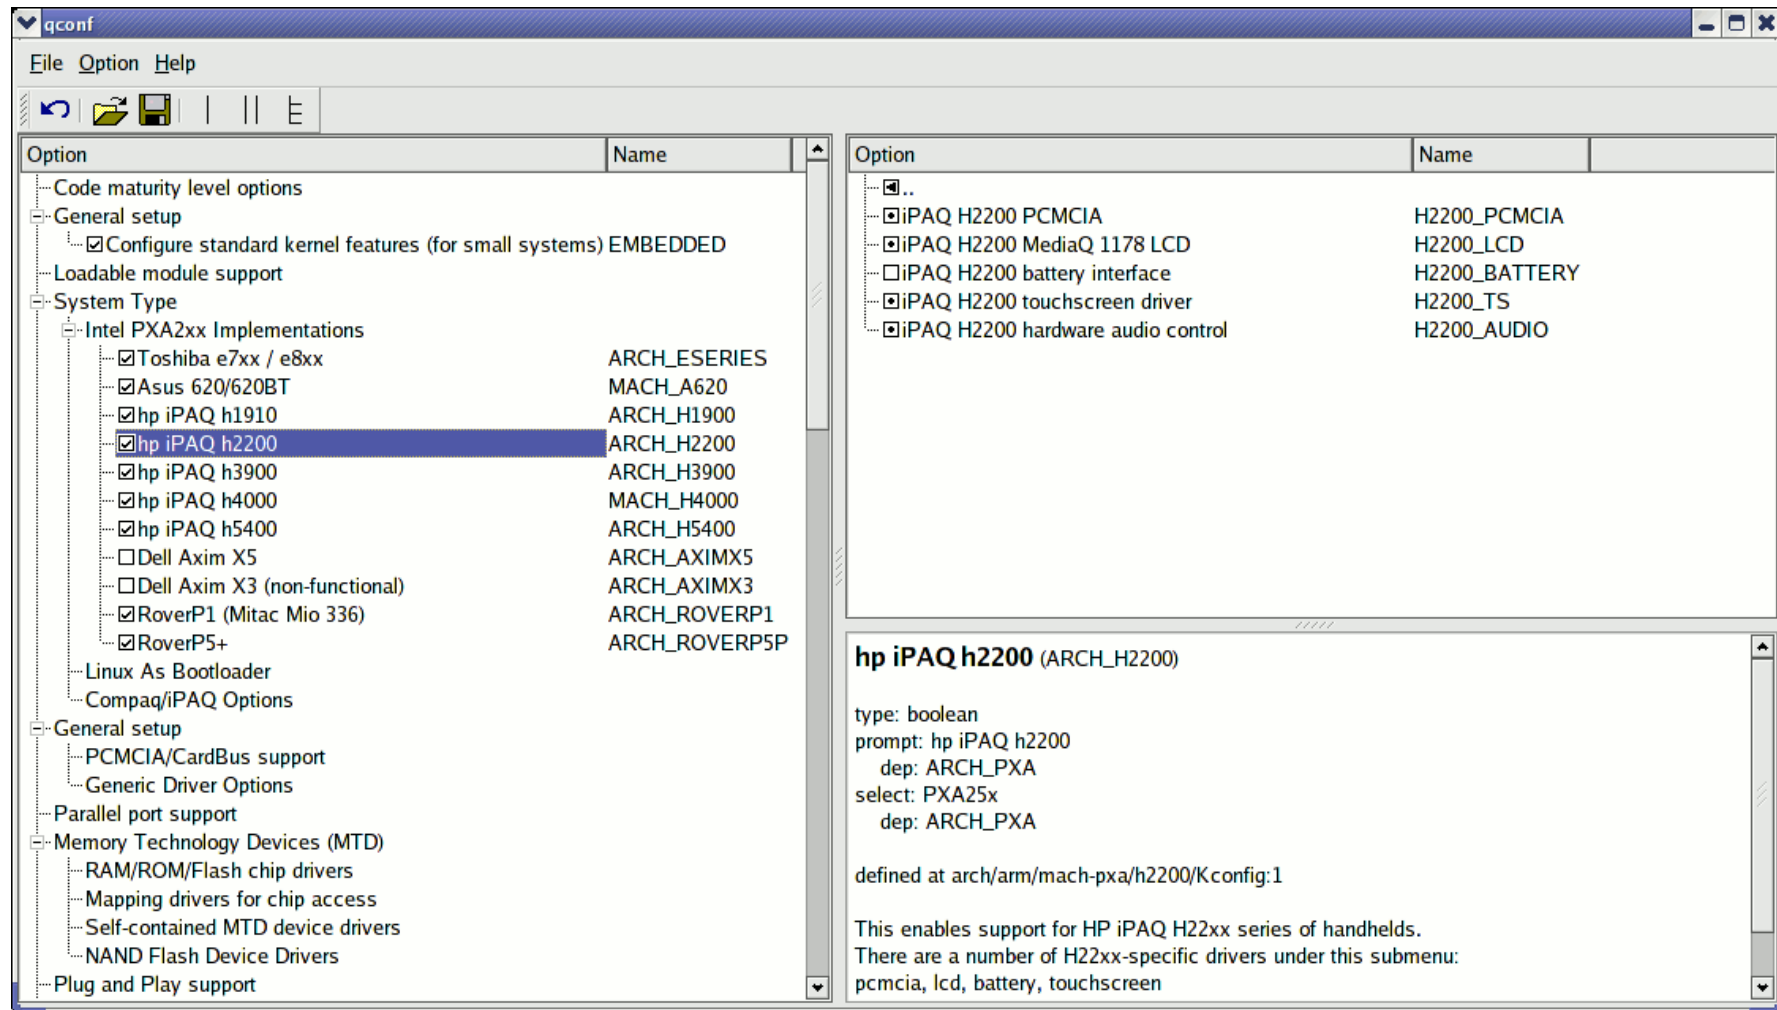 qconf
File Option Help
Option Name
Code maturity level options
General setup
Configure standard kernel features (for small systems) EMBEDDED
Loadable module support
System Type
Intel PXA2xx Implementations
Toshiba e7xx / e8xx ARCH_ESERIES
Asus 620/620BT MACH_A620
hp iPAQ h1910 ARCH_H1900
hp iPAQ h2200 ARCH_H2200
hp iPAQ h3900 ARCH_H3900
hp iPAQ h4000 MACH_H4000
hp iPAQ h5400 ARCH_H5400
Dell Axim X5 ARCH_AXIMX5
Dell Axim X3 (non-functional) ARCH_AXIMX3
RoverP1 (Mitac Mio 336) ARCH_ROVERP1
RoverP5+ ARCH_ROVERP5P
Linux As Bootloader
Compaq/iPAQ Options
General setup
PCMCIA/CardBus support
Generic Driver Options
Parallel port support
Memory Technology Devices (MTD)
RAM/ROM/Flash chip drivers
Mapping drivers for chip access
Self-contained MTD device drivers
NAND Flash Device Drivers
Plug and Play support
Option Name
..
iPAQ H2200 PCMCIA H2200_PCMCIA
iPAQ H2200 MediaQ 1178 LCD H2200_LCD
iPAQ H2200 battery interface H2200_BATTERY
iPAQ H2200 touchscreen driver H2200_TS
iPAQ H2200 hardware audio control H2200_AUDIO
hp iPAQ h2200 (ARCH_H2200)
type: boolean
prompt: hp iPAQ h2200
dep: ARCH_PXA
select: PXA25x
dep: ARCH_PXA
defined at arch/arm/mach-pxa/h2200/Kconfig:1
This enables support for HP iPAQ H22xx series of handhelds.
There are a number of H22xx-specific drivers under this submenu:
pcmcia, lcd, battery, touchscreen